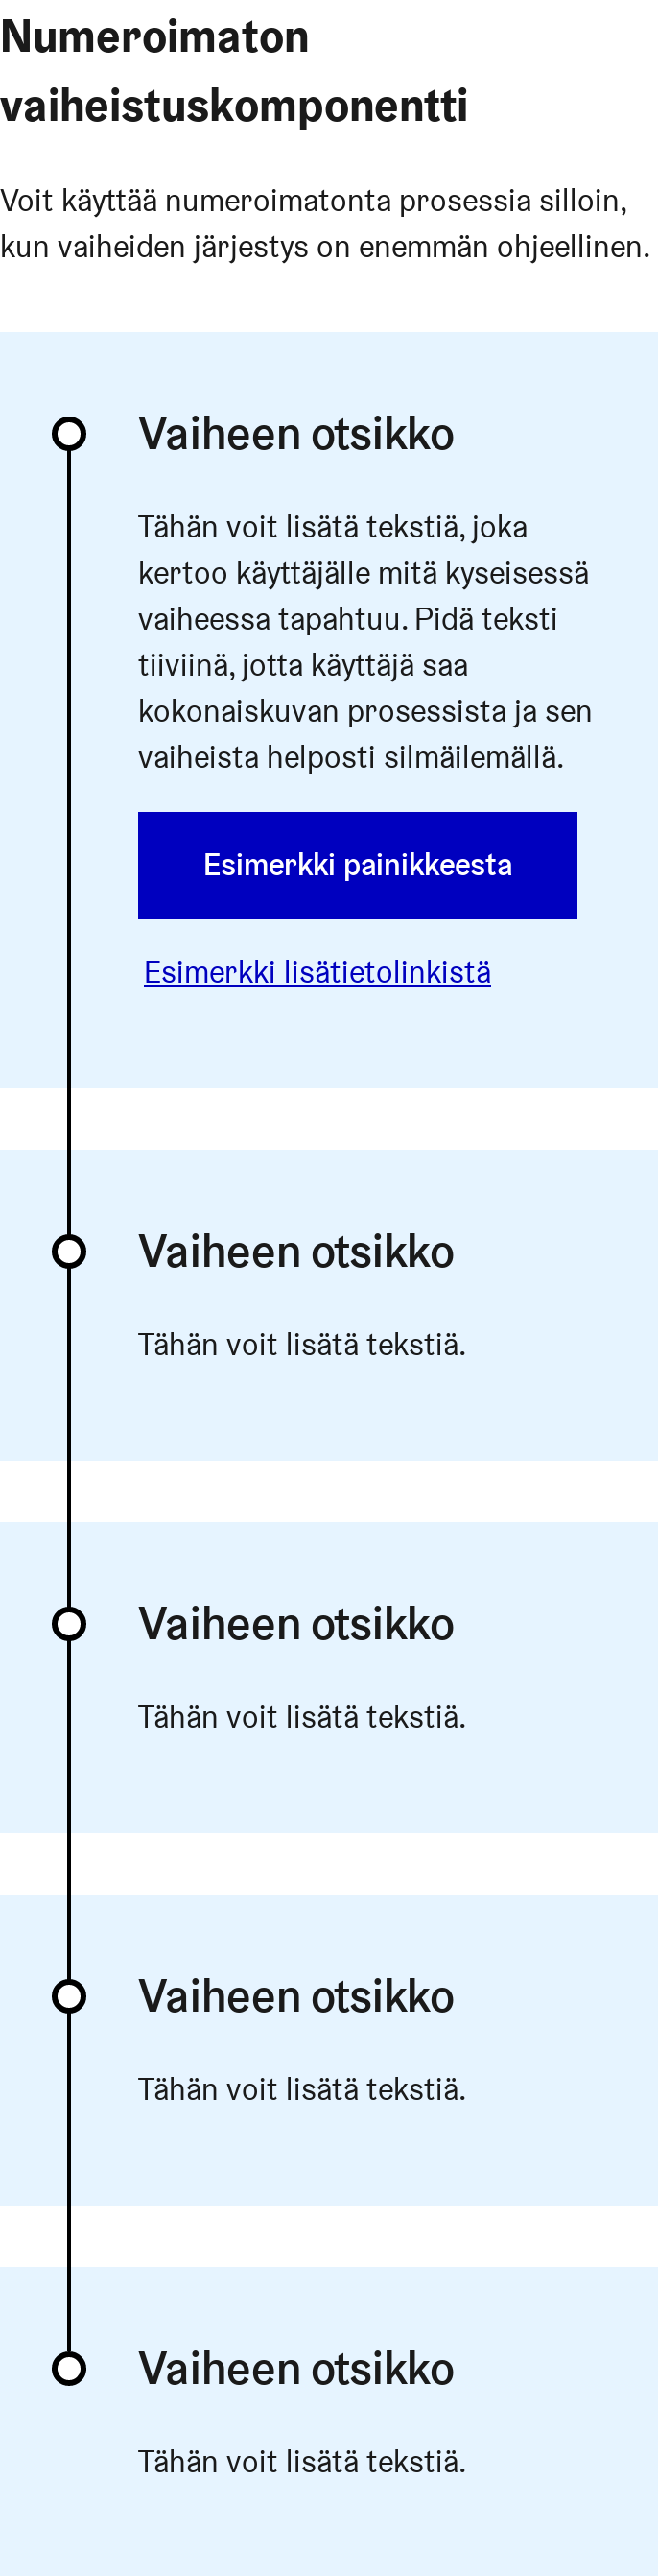 Numeroimaton
vaiheistuskomponentti
Voit käyttää numeroimatonta prosessia silloin,
kun vaiheiden järjestys on enemmän ohjeellinen.
Vaiheen otsikko
Tähän voit lisätä tekstiä, joka
kertoo käyttäjälle mitä kyseisessä
vaiheessa tapahtuu. Pidä teksti
tiiviinä, jotta käyttäjä saa
kokonaiskuvan prosessista ja sen
vaiheista helposti silmäilemällä.
Esimerkki painikkeesta
Esimerkki lisätietolinkistä
Vaiheen otsikko
Tähän voit lisätä tekstiä.
Vaiheen otsikko
Tähän voit lisätä tekstiä.
Vaiheen otsikko
Tähän voit lisätä tekstiä.
Vaiheen otsikko
Tähän voit lisätä tekstiä.